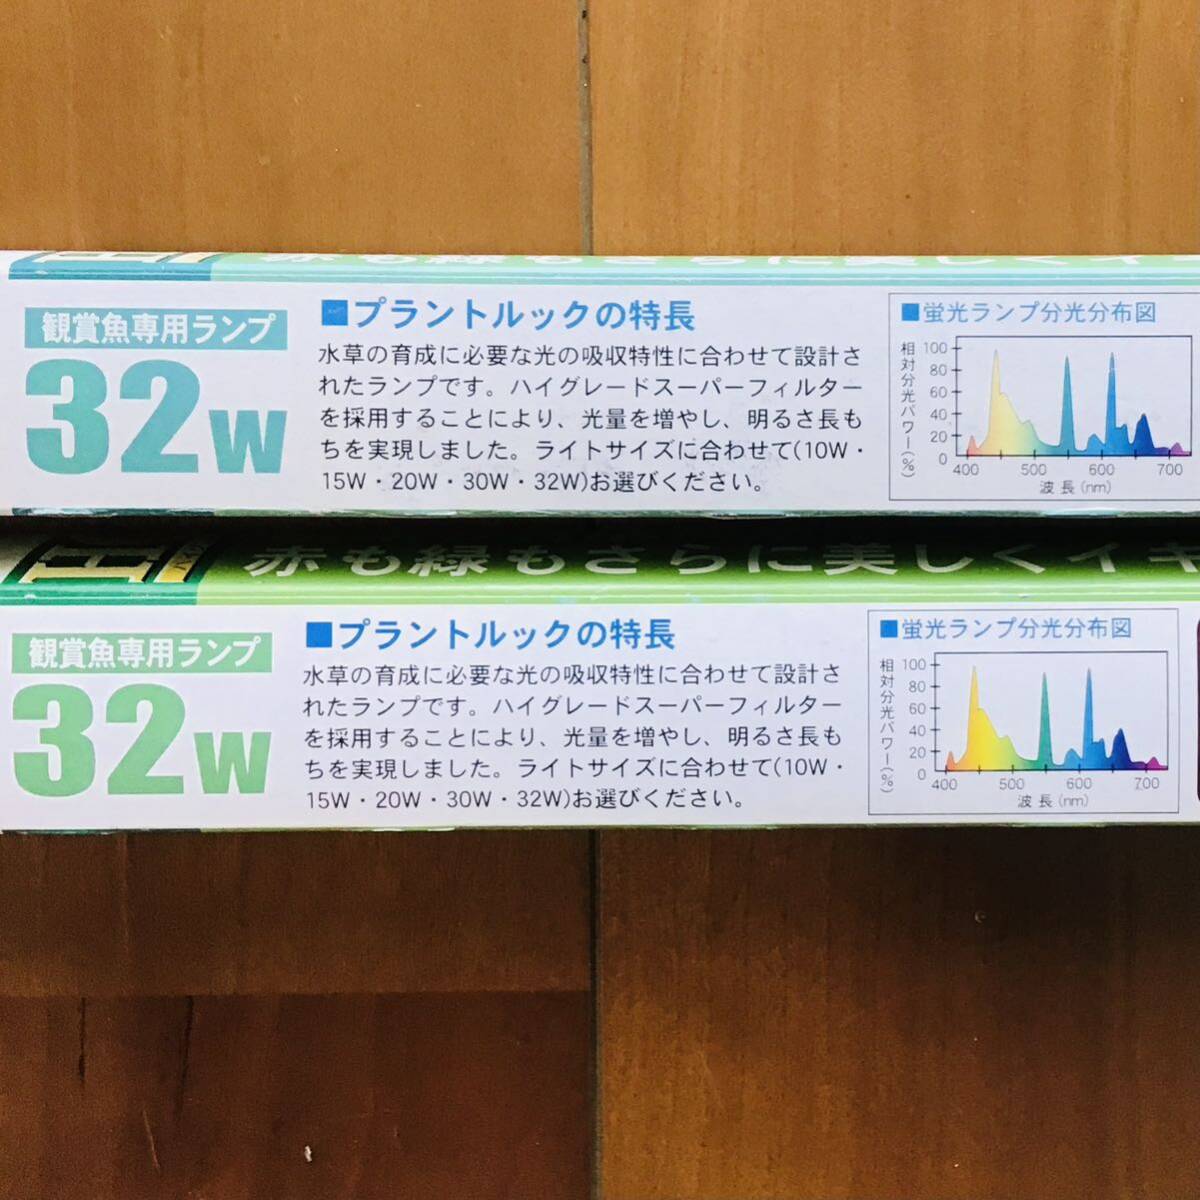 観賞魚専用ランプ
32W
■プラントルックの特長
水草の育成に必要な光の吸収特性に合わせて設計さ
れたランプです。ハイグレードスーパーフィルター
を採用することにより、光量を増やし、明るさ長も
ちを実現しました。ライトサイズに合わせて(10W・
15W・20W・30W・32W)お選びください。
■蛍光ランプ分光分布図
相対分光パワー(%)
100
80
60
40
20
0
400 500 600 700
波長(nm)
赤も緑もさらに美しくイキ
観賞魚専用ランプ
32W
■プラントルックの特長
水草の育成に必要な光の吸収特性に合わせて設計さ
れたランプです。ハイグレードスーパーフィルター
を採用することにより、光量を増やし、明るさ長も
ちを実現しました。ライトサイズに合わせて(10W・
15W・20W・30W・32W)お選びください。
■蛍光ランプ分光分布図
相対分光パワー(%)
100
80
60
40
20
0
400 500 600 700
波長(nm)